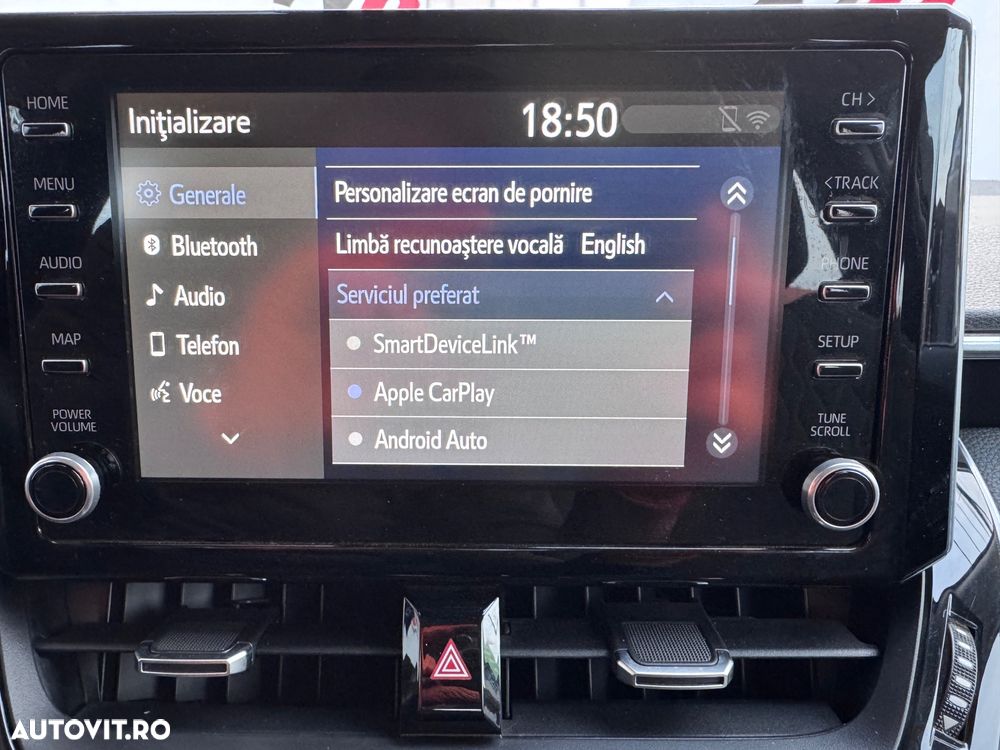 HOME
MENU
AUDIO
MAP
POWER
VOLUME
Iniţializare
18:50
Generale
Bluetooth
Audio
Telefon
Voce
Personalizare ecran de pornire
Limbă recunoaştere vocală English
Serviciul preferat
SmartDeviceLink™
Apple CarPlay
Android Auto
CH >
< TRACK
PHONE
SETUP
TUNE
SCROLL
AUTOVIT.RO